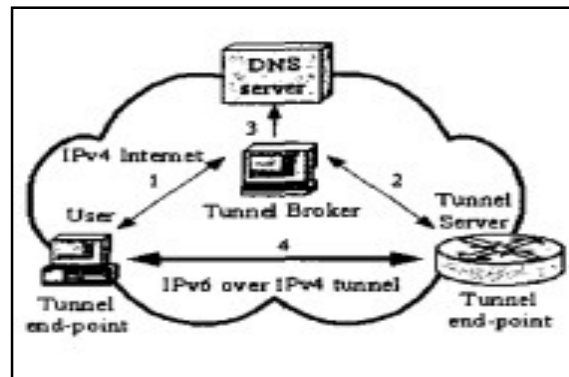 DNS
server
3
IPv4 Internet
1
2
Tunnel Broker
User
Tunnel
Server
4
IPv6 over IPv4 tunnel
Tunnel
end-point
Tunnel
end-point